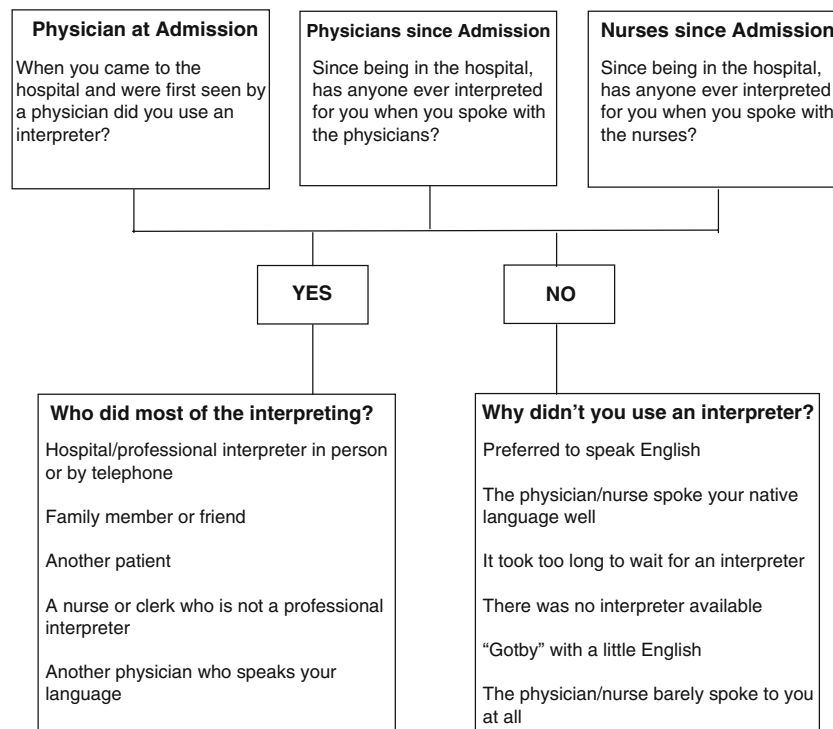 Physician at Admission
When you came to the
hospital and were first seen by
a physician did you use an
interpreter?
Physicians since Admission
Since being in the hospital,
has anyone ever interpreted
for you when you spoke with
the physicians?
Nurses since Admission
Since being in the hospital,
has anyone ever interpreted
for you when you spoke with
the nurses?
YES
NO
Who did most of the interpreting?
Hospital/professional interpreter in person
or by telephone
Family member or friend
Another patient
A nurse or clerk who is not a professional
interpreter
Another physician who speaks your
language
Why didn’t you use an interpreter?
Preferred to speak English
The physician/nurse spoke your native
language well
It took too long to wait for an interpreter
There was no interpreter available
“Gotby” with a little English
The physician/nurse barely spoke to you
at all